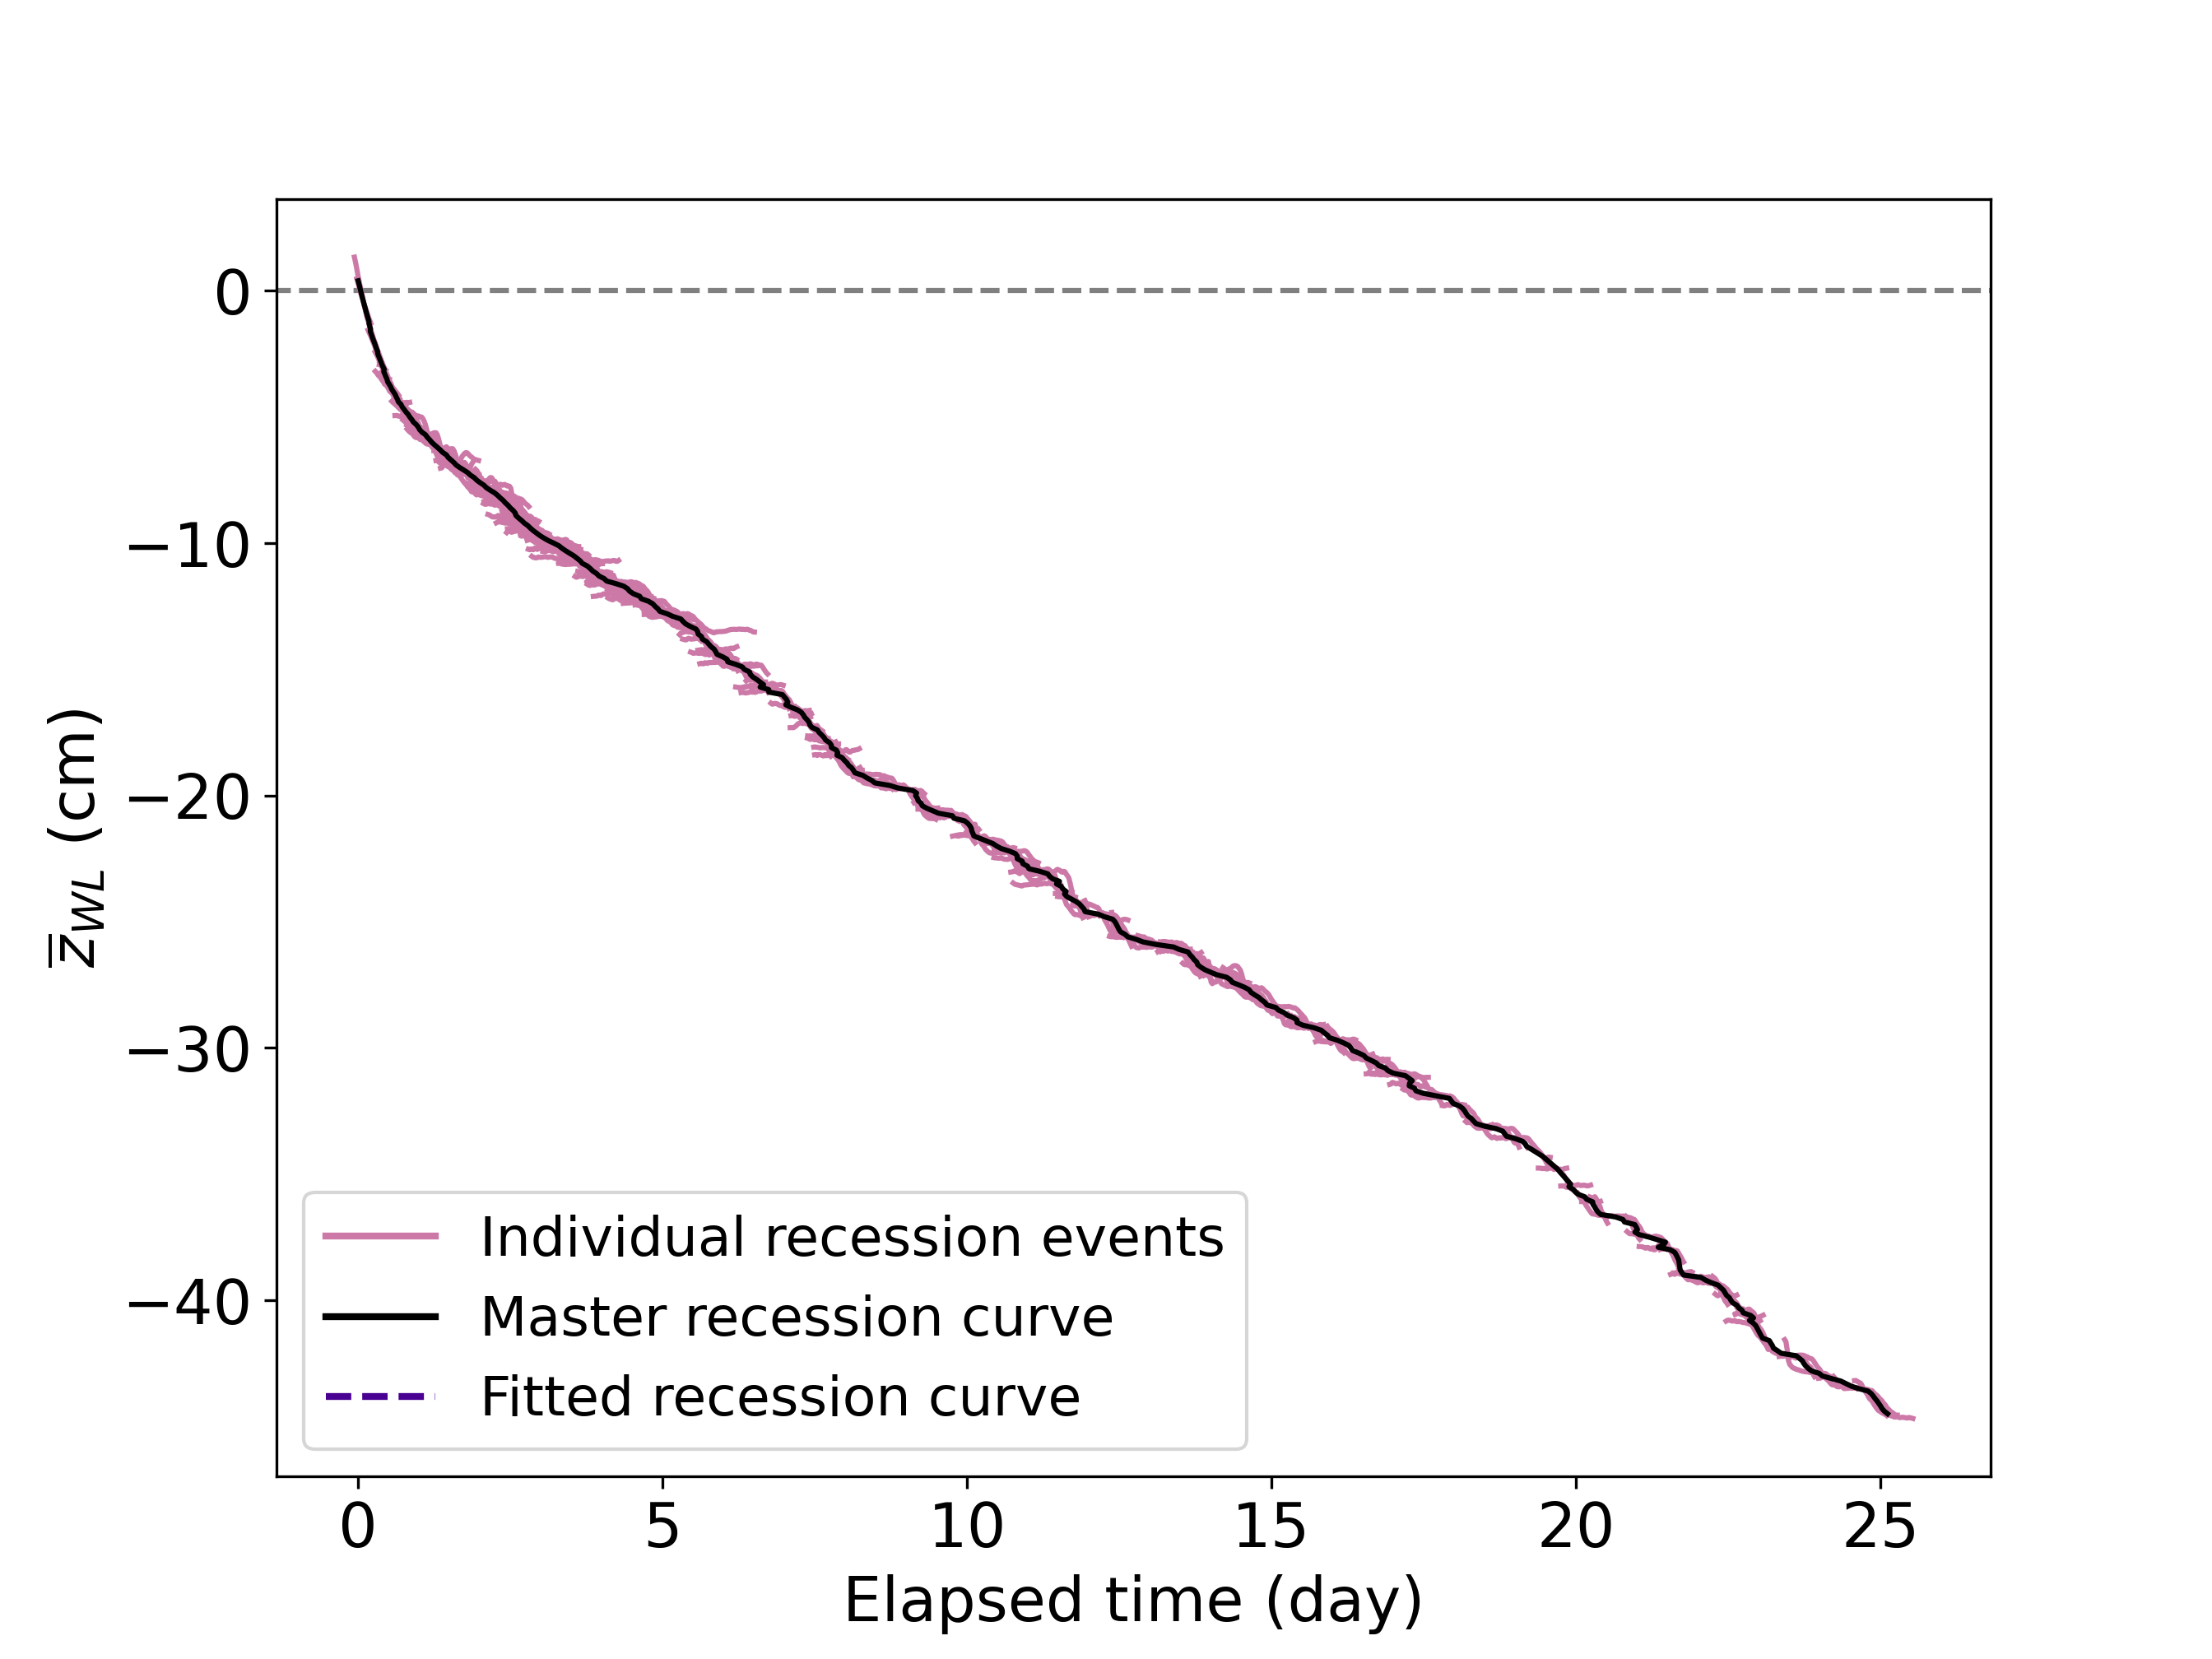 0
−10
−20
−30
−40
z̅WL (cm)
Individual recession events
Master recession curve
Fitted recession curve
0 5 10 15 20 25
Elapsed time (day)